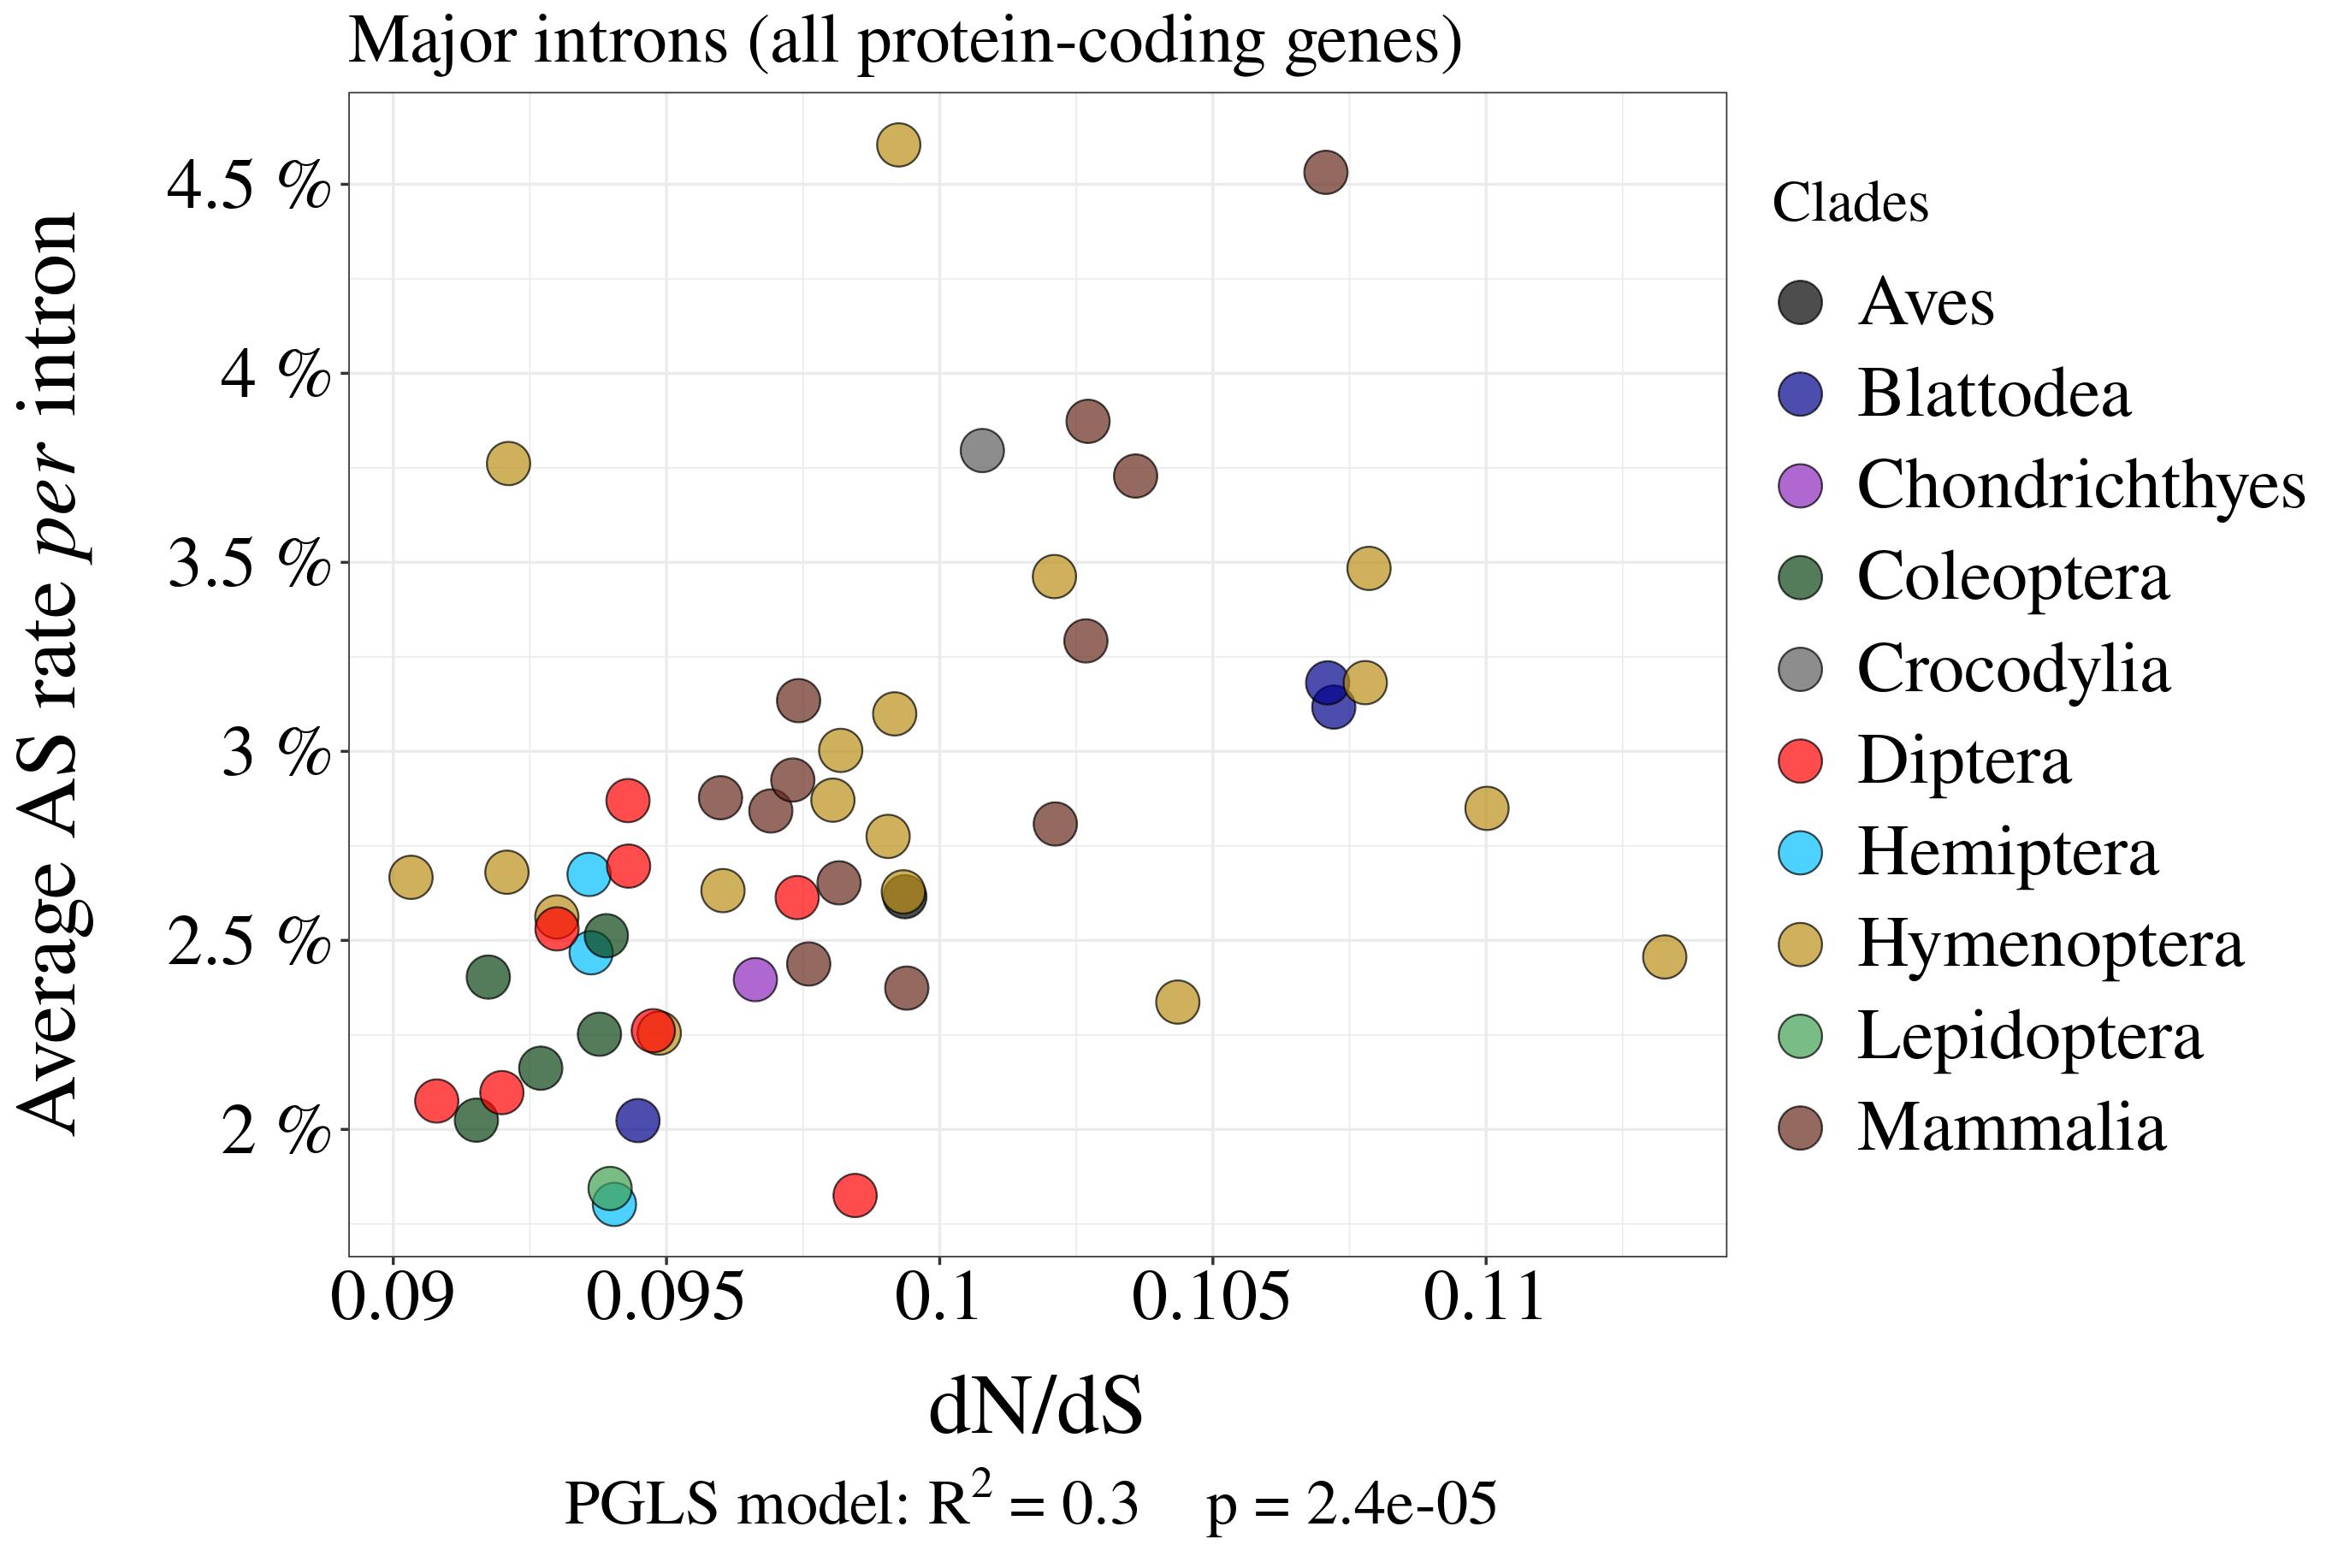 Major introns (all protein-coding genes)
Average AS rate per intron
4.5 %
4 %
3.5 %
3 %
2.5 %
2 %
0.09 0.095 0.1 0.105 0.11
dN/dS
PGLS model: R² = 0.3 p = 2.4e-05
Clades
Aves
Blattodea
Chondrichthyes
Coleoptera
Crocodylia
Diptera
Hemiptera
Hymenoptera
Lepidoptera
Mammalia